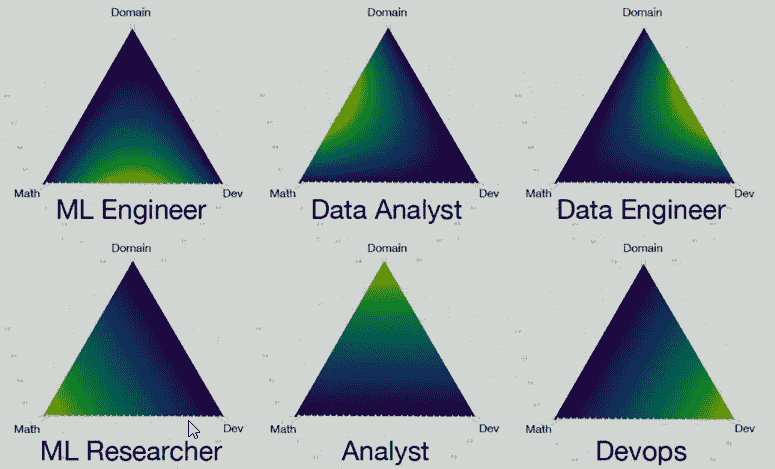 Domain Domain Domain
Math Dev Math Dev Math Dev
ML Engineer Data Analyst Data Engineer
Domain Domain Domain
Math Dev Math Dev Math Dev
ML Researcher Analyst Devops